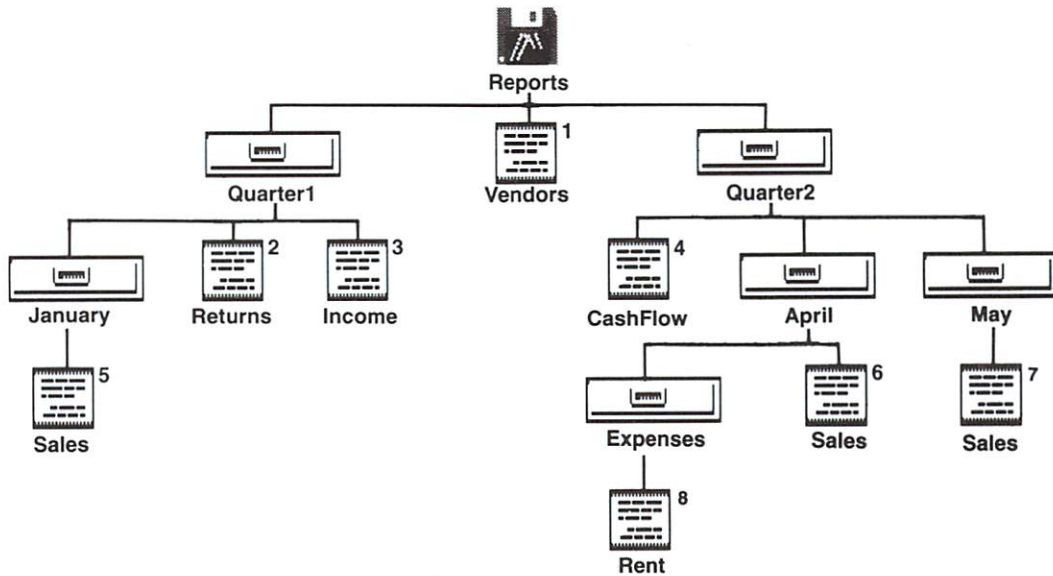 Reports
1
Vendors
Quarter1
Quarter2
2
3
4
January
Returns
Income
CashFlow
April
May
5
6
7
Sales
Expenses
Sales
Sales
8
Rent